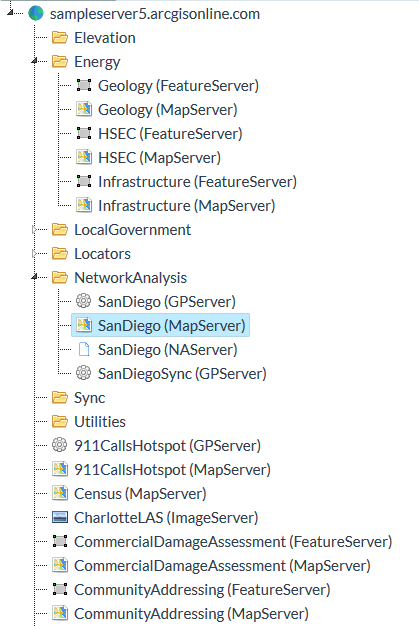 sampleserver5.arcgisonline.com
Elevation
Energy
Geology (FeatureServer)
Geology (MapServer)
HSEC (FeatureServer)
HSEC (MapServer)
Infrastructure (FeatureServer)
Infrastructure (MapServer)
LocalGovernment
Locators
NetworkAnalysis
SanDiego (GPServer)
SanDiego (MapServer)
SanDiego (NAServer)
SanDiegoSync (GPServer)
Sync
Utilities
911CallsHotspot (GPServer)
911CallsHotspot (MapServer)
Census (MapServer)
CharlotteLAS (ImageServer)
CommercialDamageAssessment (FeatureServer)
CommercialDamageAssessment (MapServer)
CommunityAddressing (FeatureServer)
CommunityAddressing (MapServer)